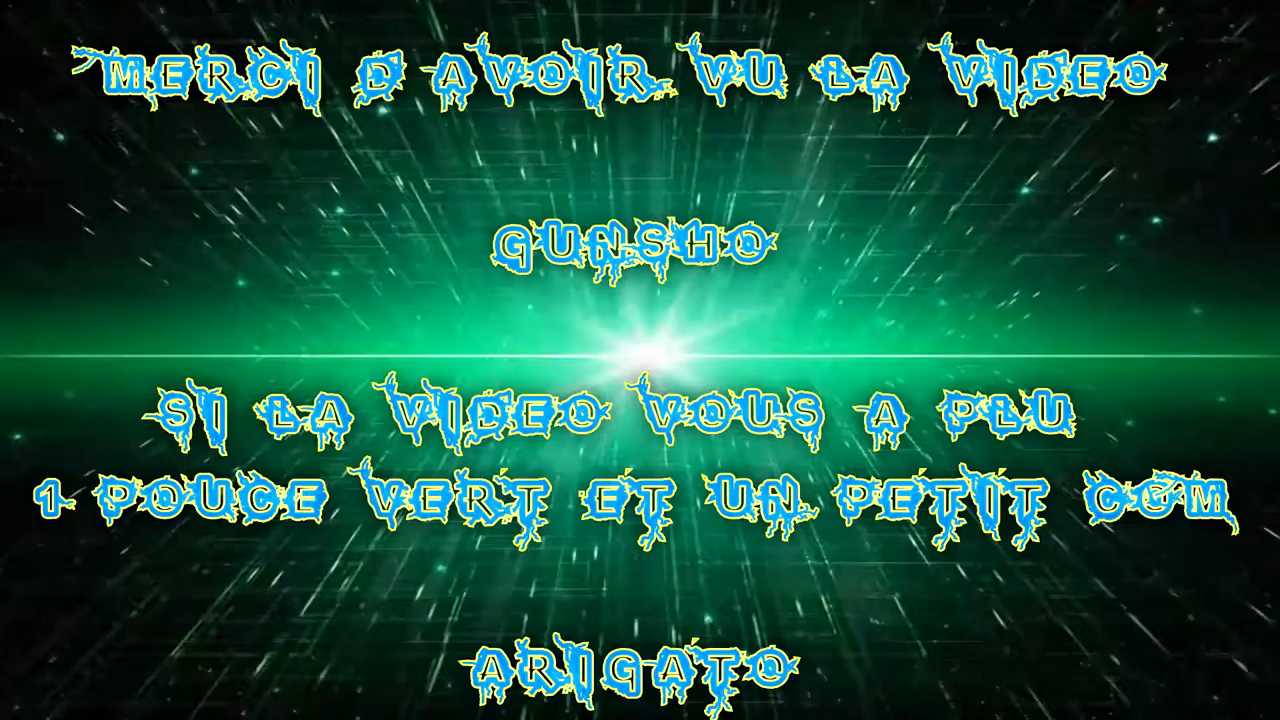 MERCI D AVOIR VU LA VIDEO
GUNSHO
SI LA VIDEO VOUS A PLU
1 POUCE VERT ET UN PETIT COM
ARIGATO